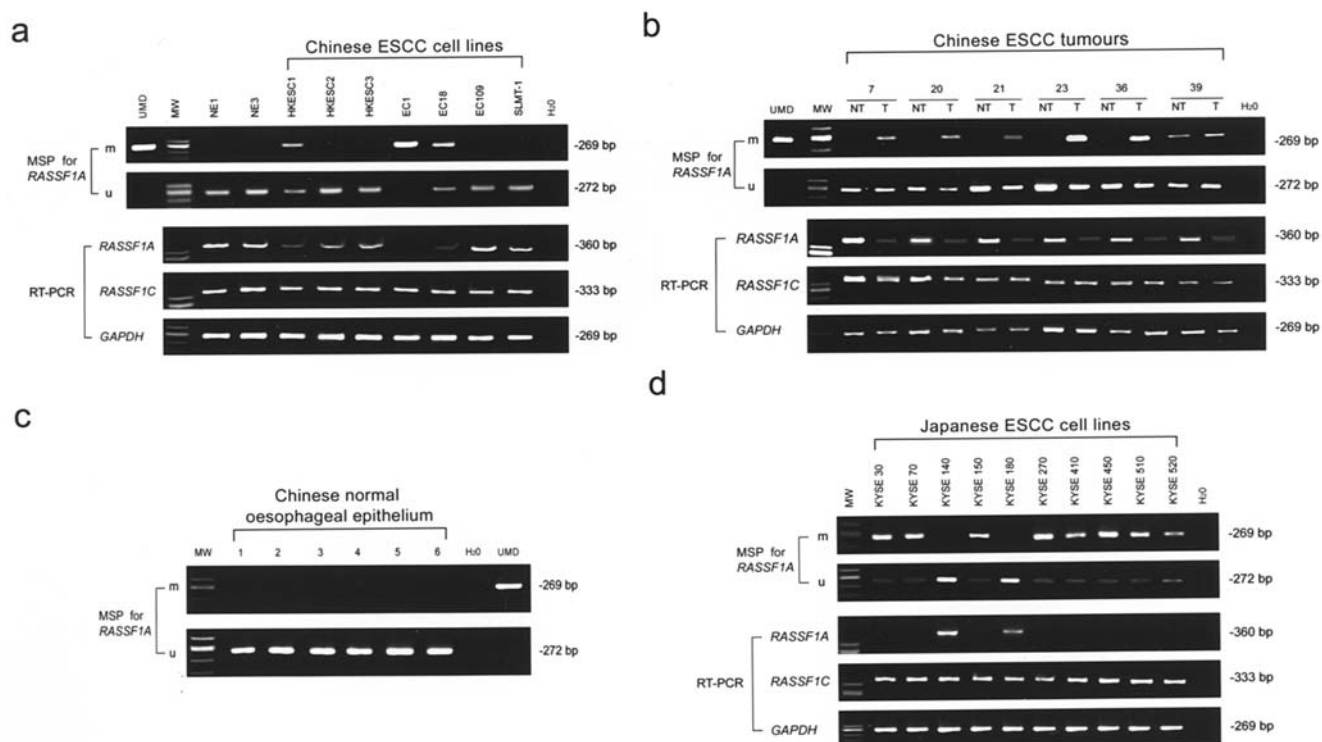 a
Chinese ESCC cell lines
UMD MW NE1 NE3 HKESC1 HKESC2 HKESC3 EC1 EC18 EC109 SLMT-1 H₂0
MSP for
RASSF1A
m -269 bp
u -272 bp
RT-PCR
RASSF1A -360 bp
RASSF1C -333 bp
GAPDH -269 bp
b
Chinese ESCC tumours
7 20 21 23 36 39
UMD MW NT T NT T NT T NT T NT T NT T H₂0
MSP for
RASSF1A
m -269 bp
u -272 bp
RT-PCR
RASSF1A -360 bp
RASSF1C -333 bp
GAPDH -269 bp
c
Chinese normal
oesophageal epithelium
MW 1 2 3 4 5 6 H₂0 UMD
MSP for
RASSF1A
m -269 bp
u -272 bp
d
Japanese ESCC cell lines
MW KYSE 30 KYSE 70 KYSE 140 KYSE 150 KYSE 180 KYSE 270 KYSE 410 KYSE 450 KYSE 510 KYSE 520 H₂0
MSP for
RASSF1A
m -269 bp
u -272 bp
RT-PCR
RASSF1A -360 bp
RASSF1C -333 bp
GAPDH -269 bp